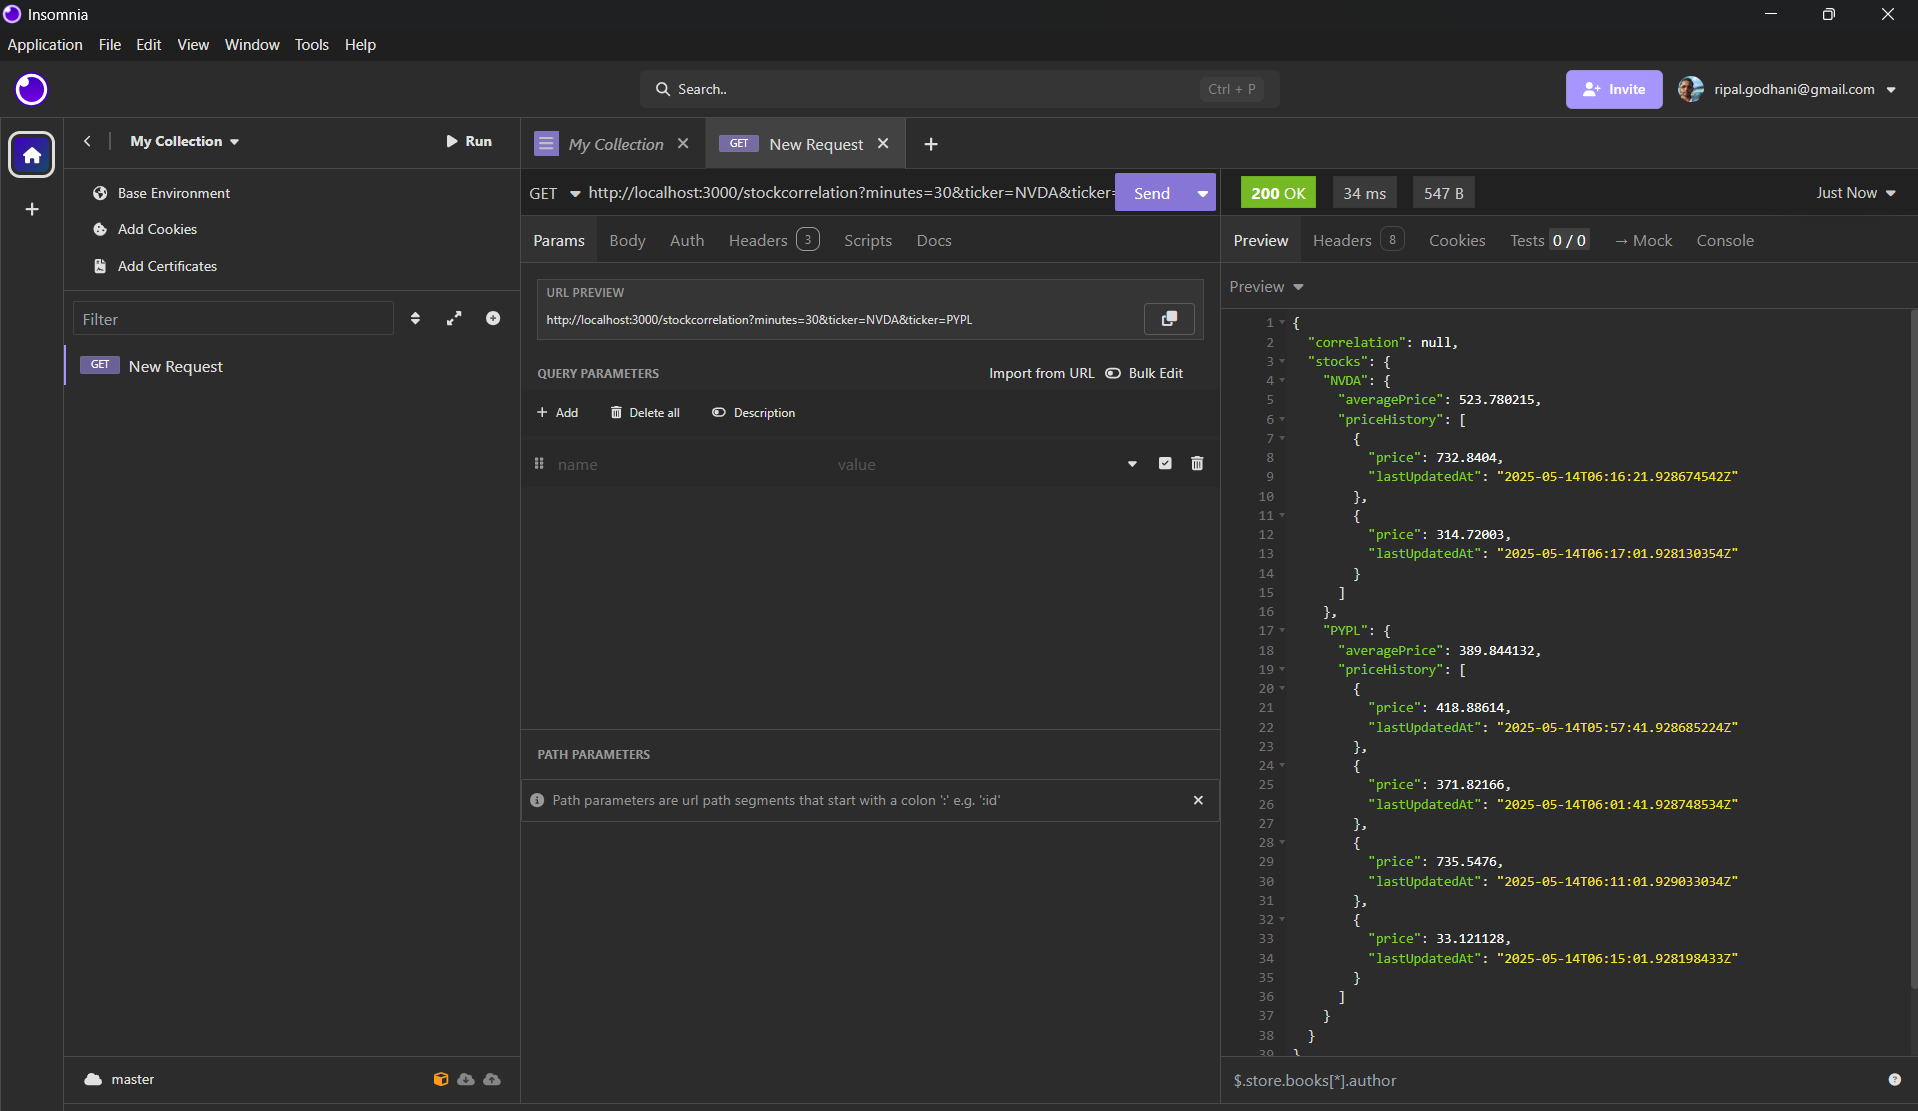 Insomnia
Application File Edit View Window Tools Help
Search.. Ctrl + P
Invite ripal.godhani@gmail.com
My Collection Run
My Collection GET New Request
Base Environment
Add Cookies
Add Certificates
Filter
GET New Request
master
GET http://localhost:3000/stockcorrelation?minutes=30&ticker=NVDA&ticker= Send
Params Body Auth Headers 3 Scripts Docs
URL PREVIEW
http://localhost:3000/stockcorrelation?minutes=30&ticker=NVDA&ticker=PYPL
QUERY PARAMETERS Import from URL Bulk Edit
Add Delete all Description
name value
PATH PARAMETERS
Path parameters are url path segments that start with a colon ':' e.g. ':id'
200 OK 34 ms 547 B Just Now
Preview Headers 8 Cookies Tests 0 / 0 → Mock Console
Preview
1 {
2 "correlation": null,
3 "stocks": {
4 "NVDA": {
5 "averagePrice": 523.780215,
6 "priceHistory": [
7 {
8 "price": 732.8404,
9 "lastUpdatedAt": "2025-05-14T06:16:21.928674542Z"
10 },
11 {
12 "price": 314.72003,
13 "lastUpdatedAt": "2025-05-14T06:17:01.928130354Z"
14 }
15 ]
16 },
17 "PYPL": {
18 "averagePrice": 389.844132,
19 "priceHistory": [
20 {
21 "price": 418.88614,
22 "lastUpdatedAt": "2025-05-14T05:57:41.928685224Z"
23 },
24 {
25 "price": 371.82166,
26 "lastUpdatedAt": "2025-05-14T06:01:41.928748534Z"
27 },
28 {
29 "price": 735.5476,
30 "lastUpdatedAt": "2025-05-14T06:11:01.929033034Z"
31 },
32 {
33 "price": 33.121128,
34 "lastUpdatedAt": "2025-05-14T06:15:01.928198433Z"
35 }
36 ]
37 }
38 }
39 }
$.store.books[*].author